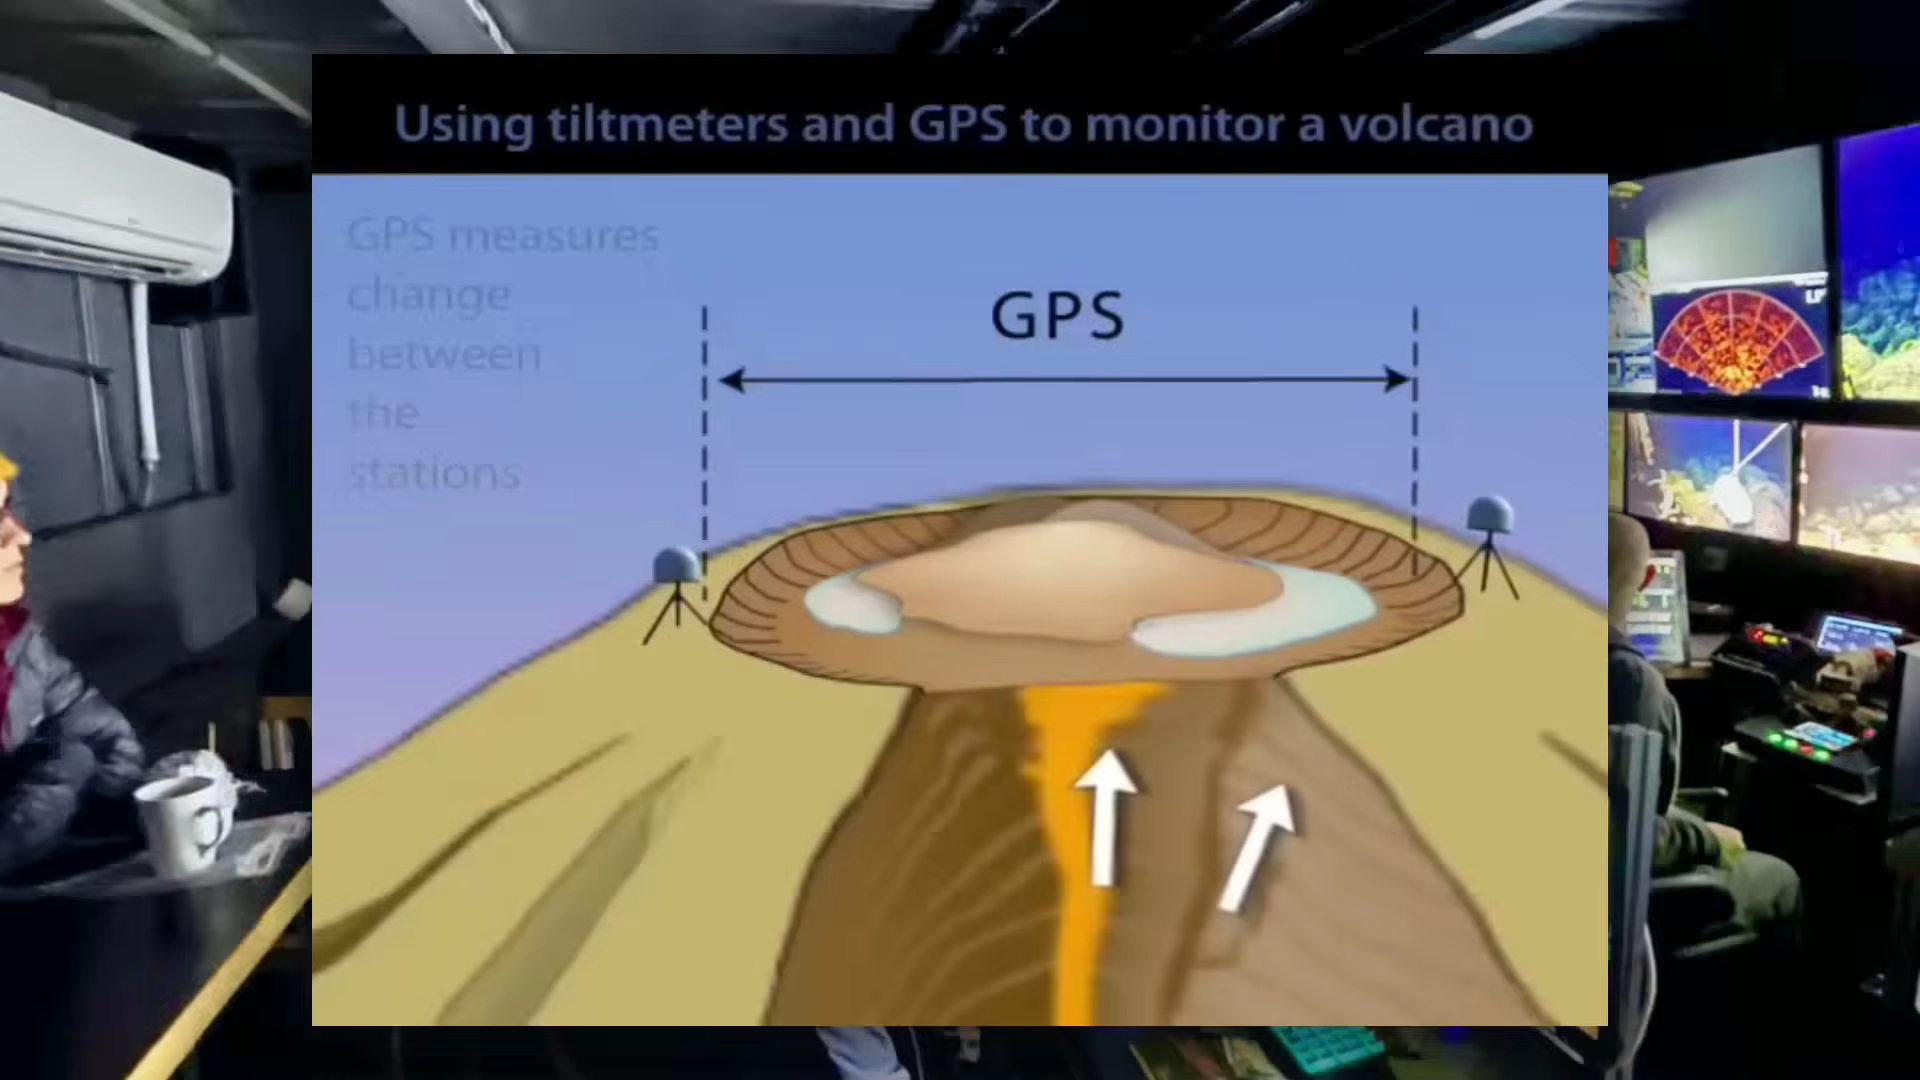 Using tiltmeters and GPS to monitor a volcano
GPS measures
change
between
the
stations
GPS